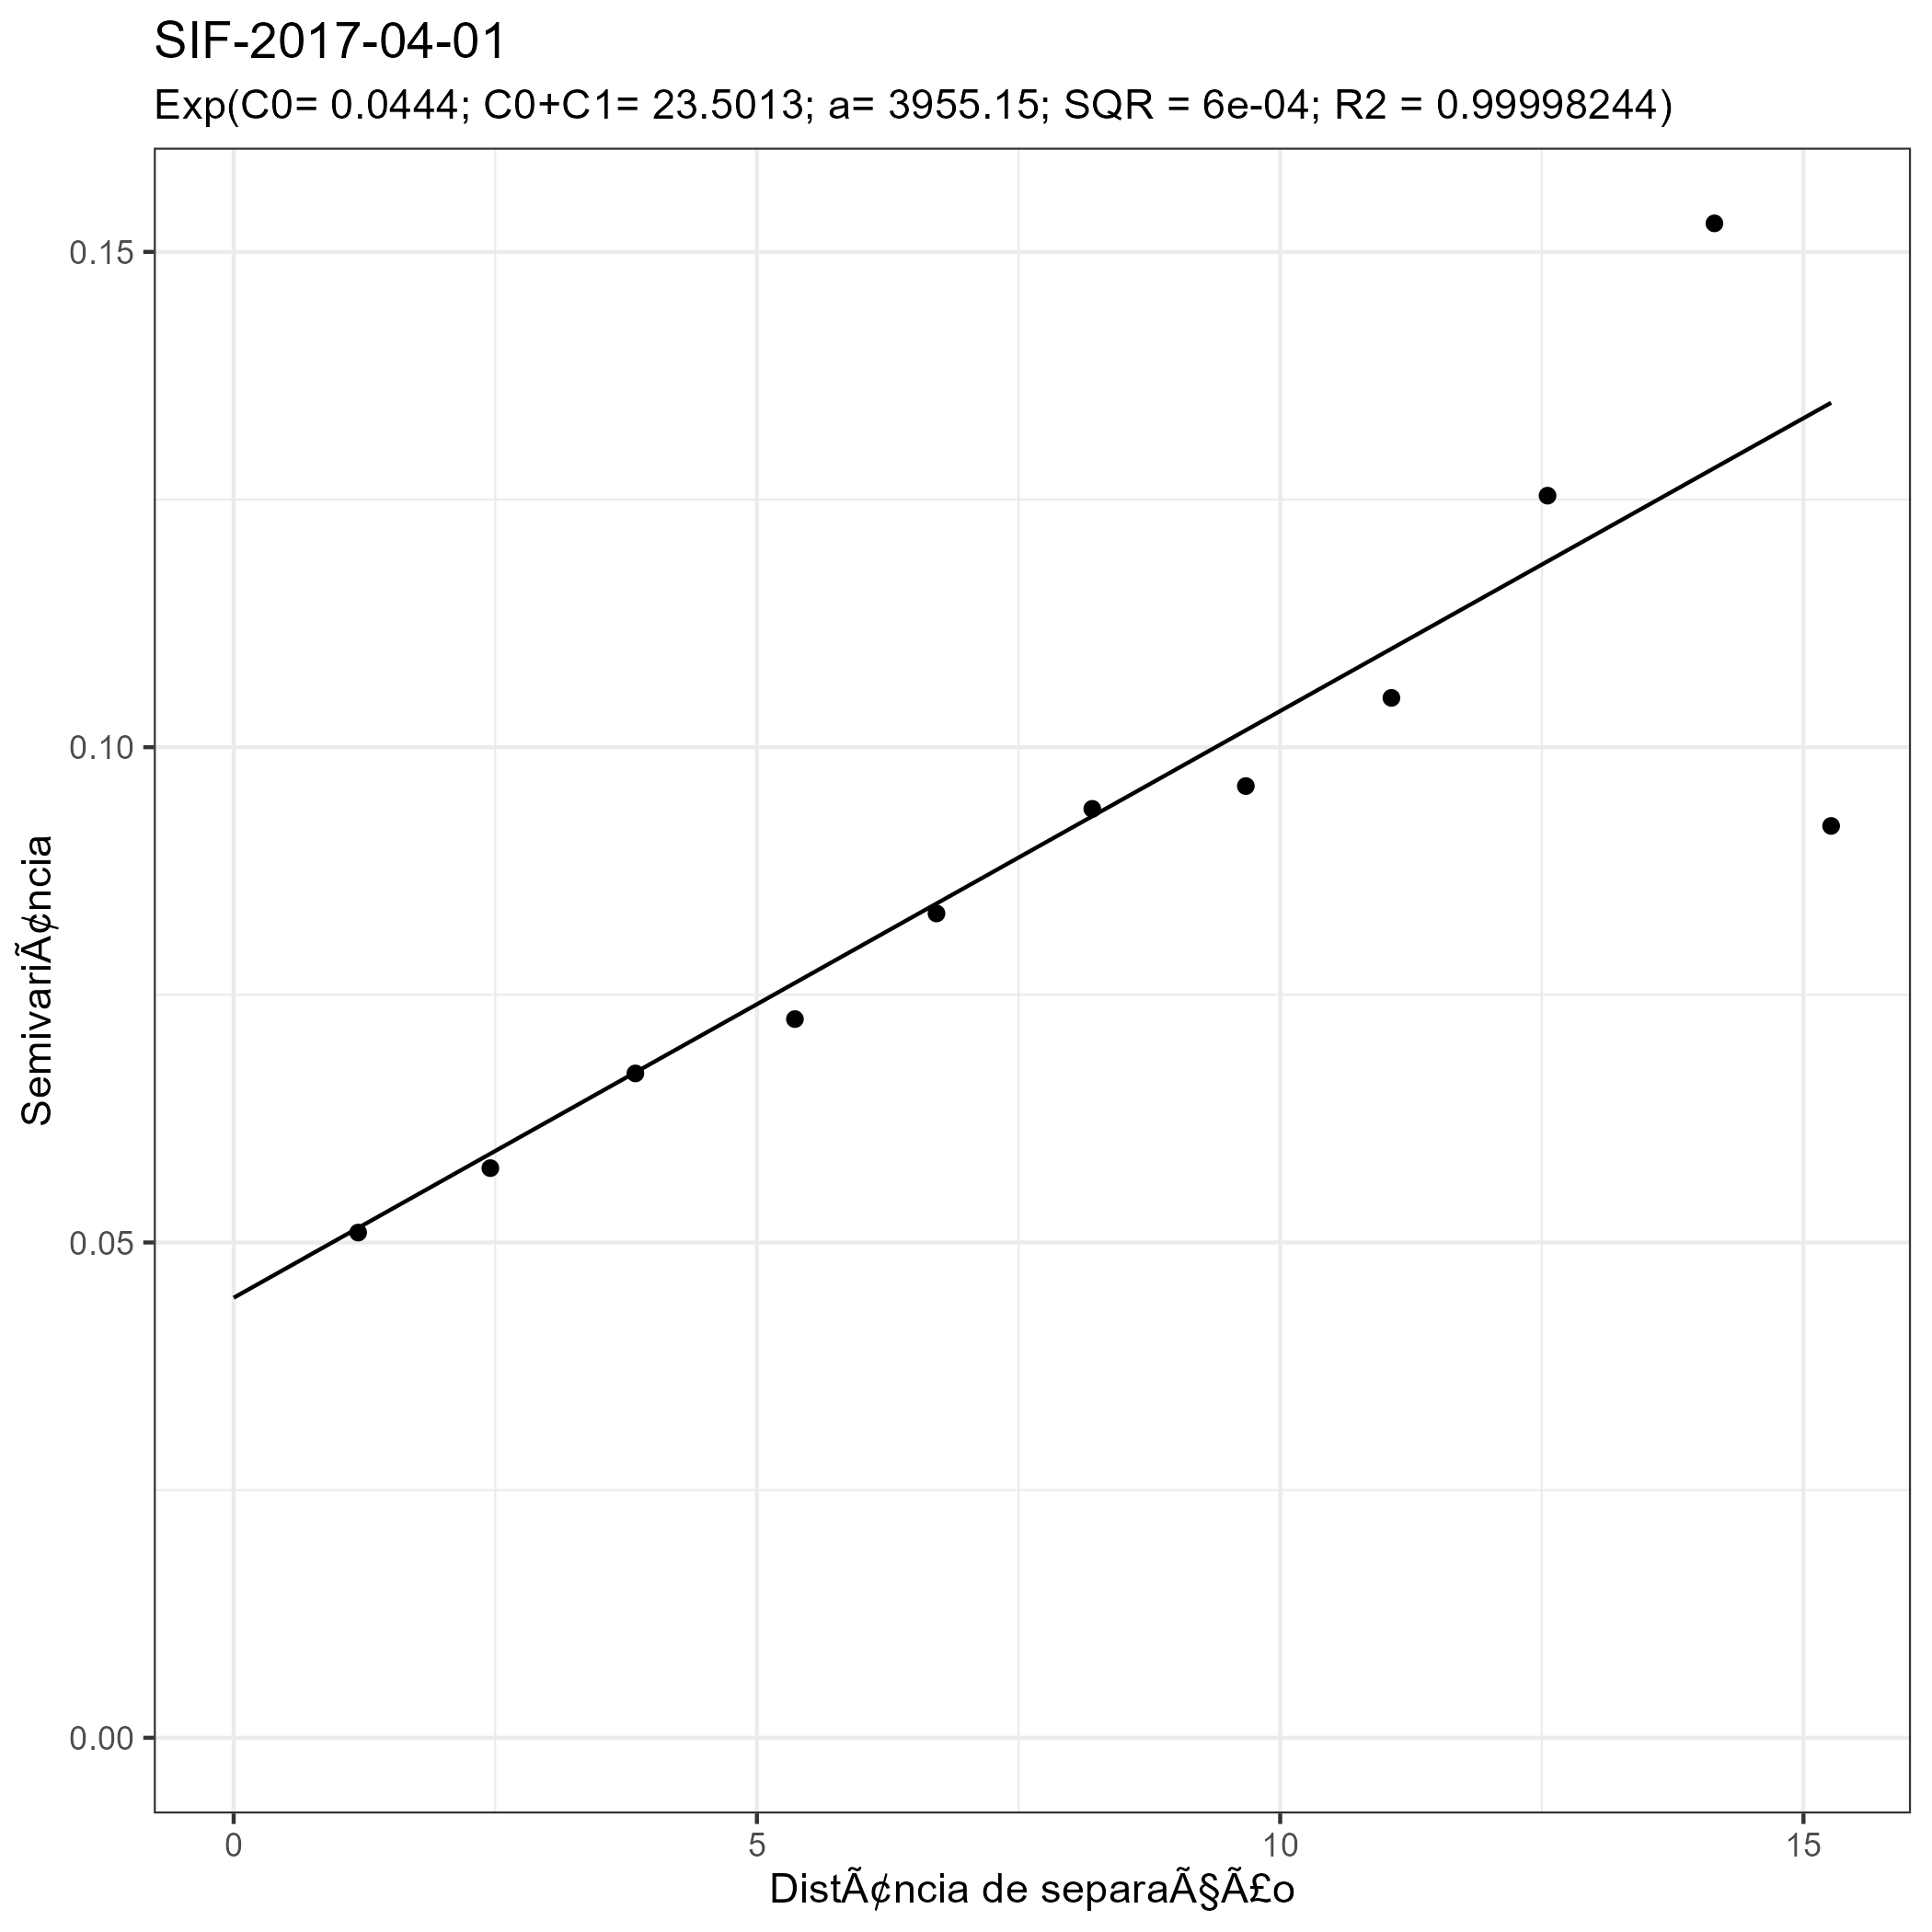 SIF-2017-04-01
Exp(C0= 0.0444; C0+C1= 23.5013; a= 3955.15; SQR = 6e-04; R2 = 0.99998244)
0.15
0.10
0.05
0.00
SemivariÃ¢ncia
0 5 10 15
DistÃ¢ncia de separaÃ§Ã£o